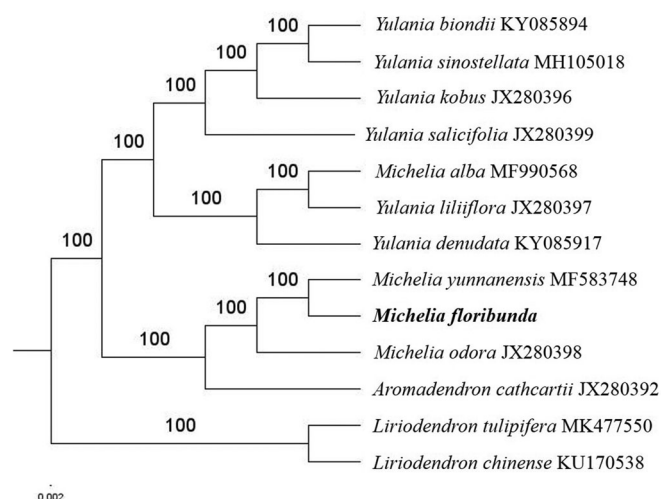 100
Yulania biondii KY085894
100
Yulania sinostellata MH105018
100
Yulania kobus JX280396
100
Yulania salicifolia JX280399
100
Michelia alba MF990568
100
Yulania liliiflora JX280397
100
Yulania denudata KY085917
100
Michelia yunnanensis MF583748
100
Michelia floribunda
100
Michelia odora JX280398
Aromadendron cathcartii JX280392
100
Liriodendron tulipifera MK477550
Liriodendron chinense KU170538
0.002